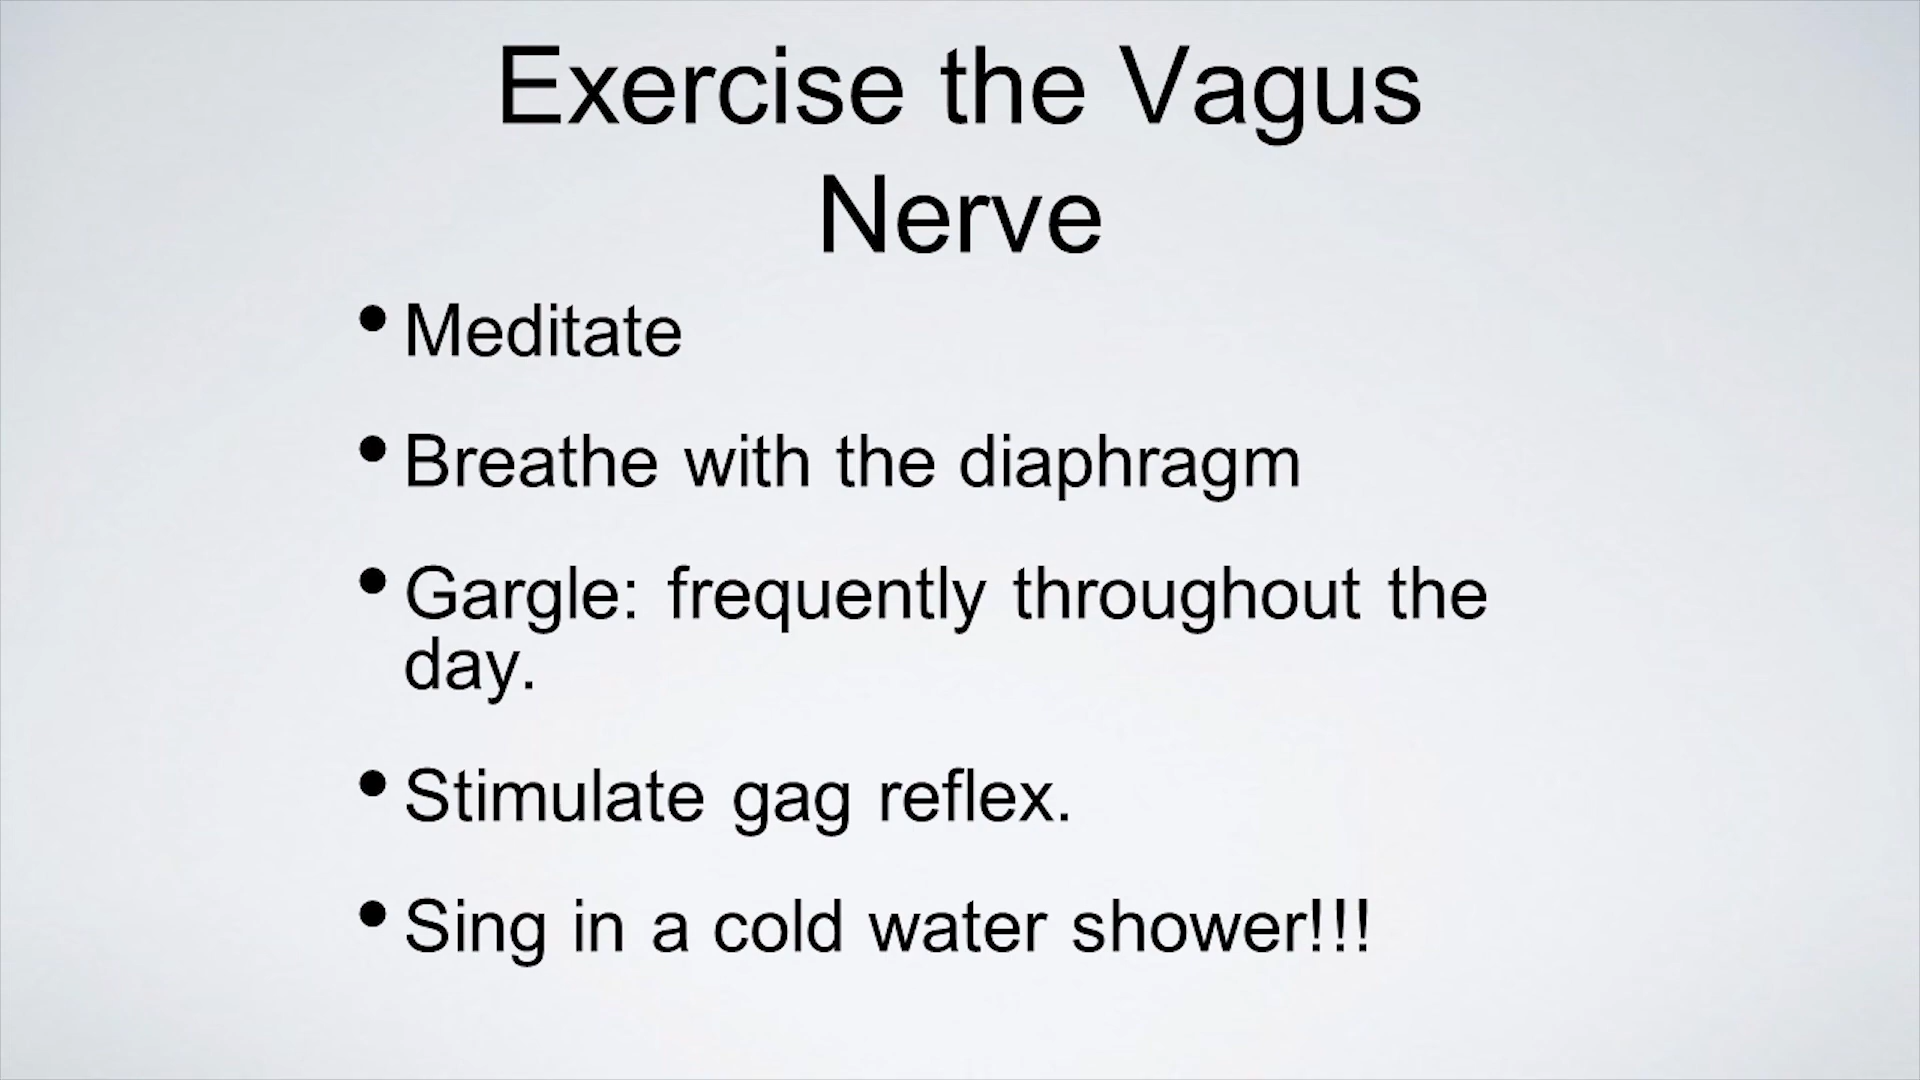 Exercise the Vagus
Nerve
• Meditate
• Breathe with the diaphragm
• Gargle: frequently throughout the
day.
• Stimulate gag reflex.
• Sing in a cold water shower!!!